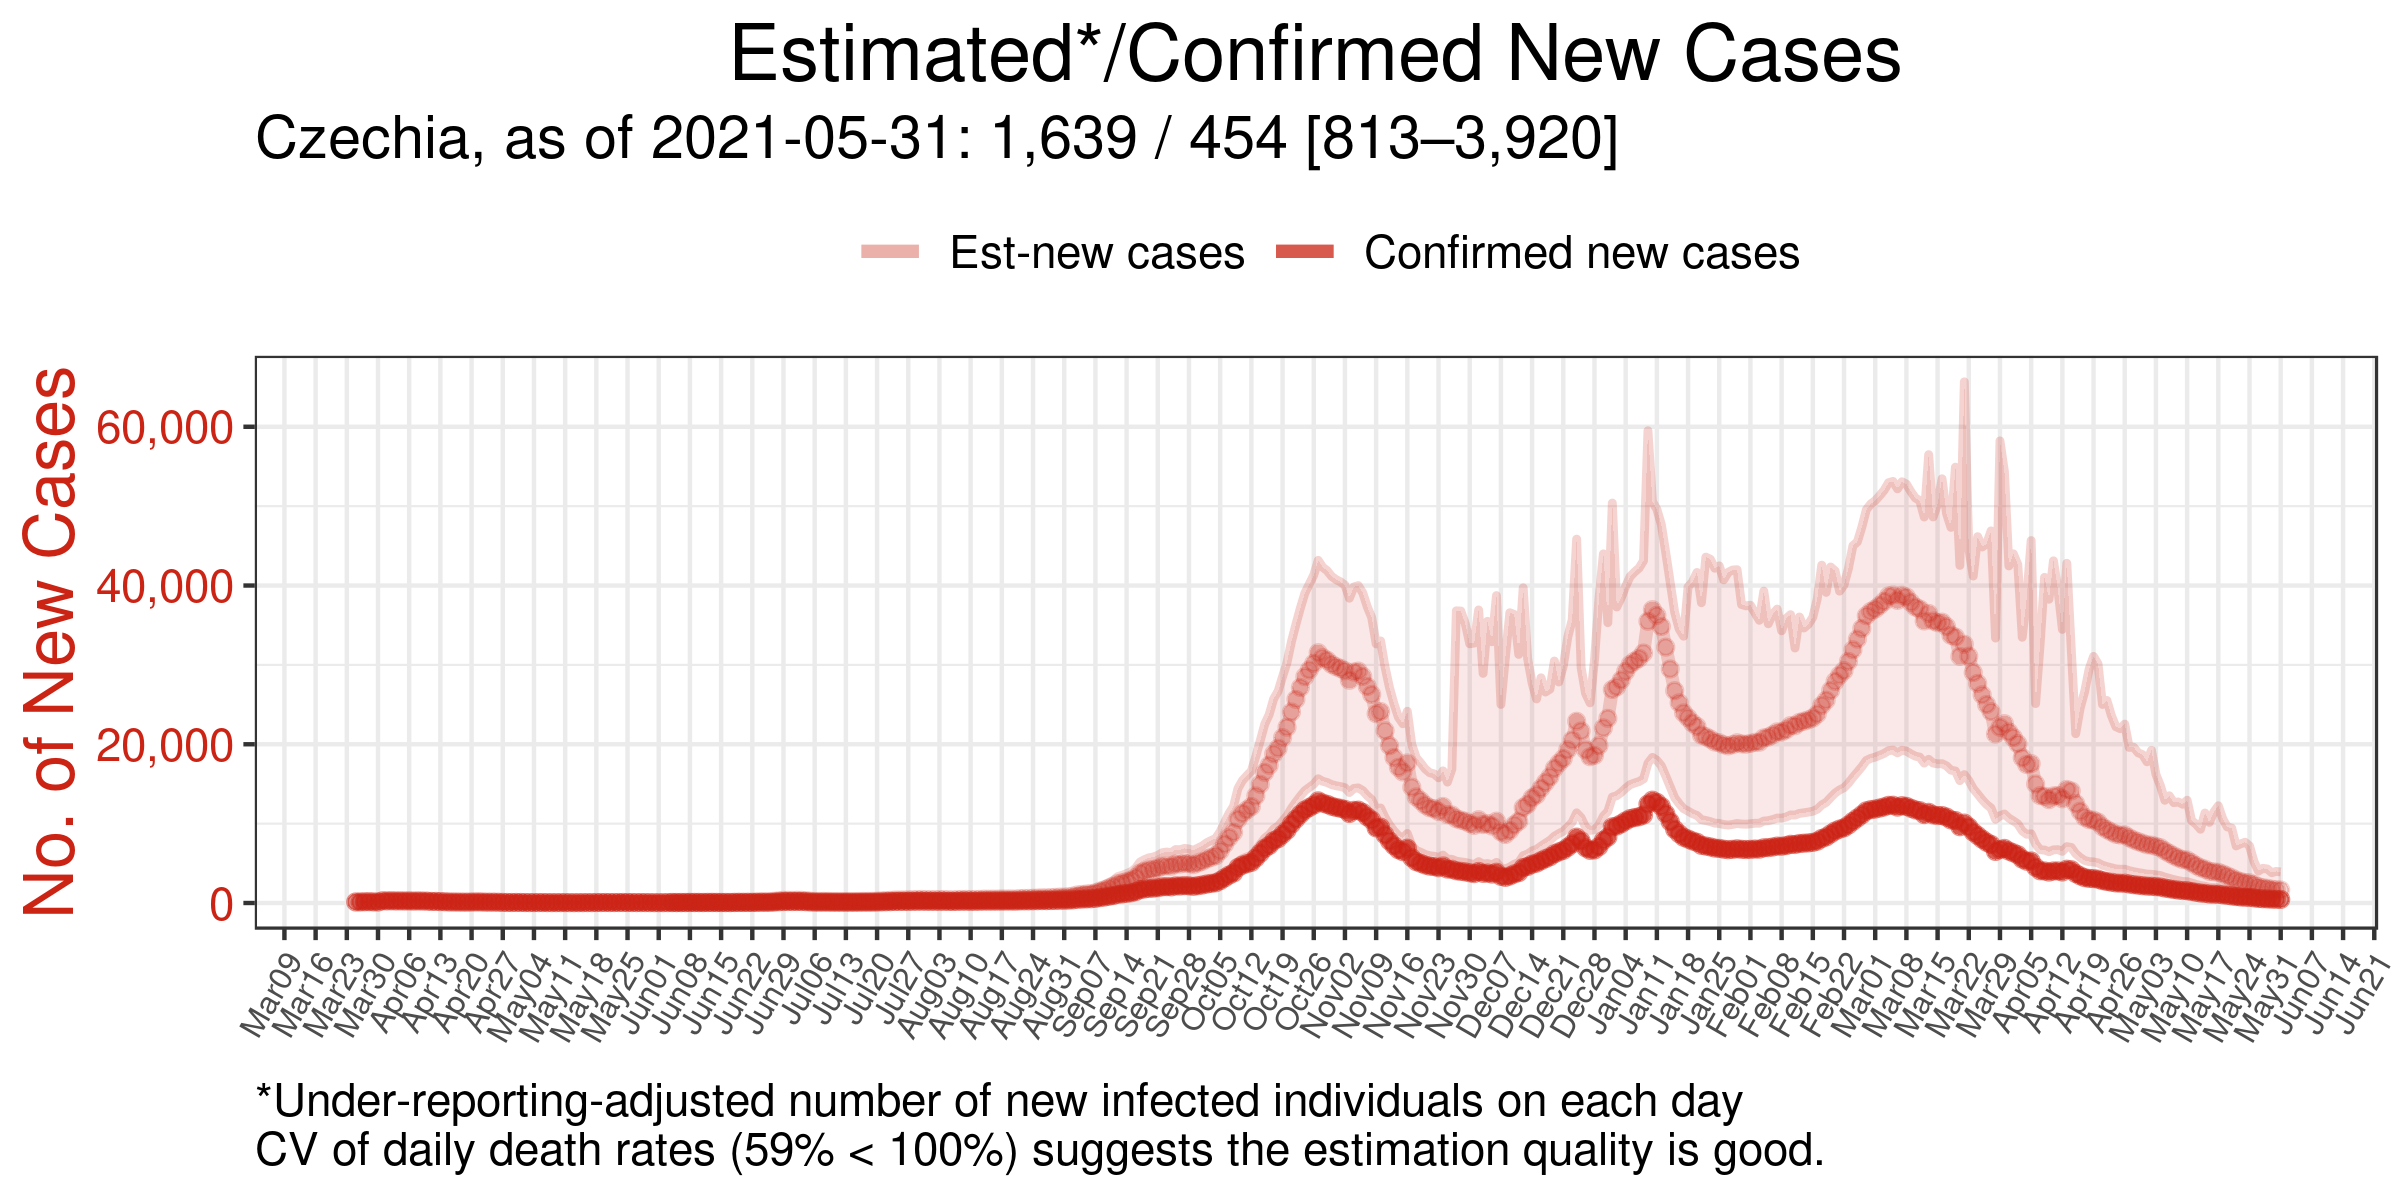 Estimated*/Confirmed New Cases
Czechia, as of 2021-05-31: 1,639 / 454 [813–3,920]
Est-new cases Confirmed new cases
No. of New Cases
60,000
40,000
20,000
0
Mar09 Mar16 Mar23 Mar30 Apr06 Apr13 Apr20 Apr27 May04 May11 May18 May25 Jun01 Jun08 Jun15 Jun22 Jun29 Jul06 Jul13 Jul20 Jul27 Aug03 Aug10 Aug17 Aug24 Aug31 Sep07 Sep14 Sep21 Sep28 Oct05 Oct12 Oct19 Oct26 Nov02 Nov09 Nov16 Nov23 Nov30 Dec07 Dec14 Dec21 Dec28 Jan04 Jan11 Jan18 Jan25 Feb01 Feb08 Feb15 Feb22 Mar01 Mar08 Mar15 Mar22 Mar29 Apr05 Apr12 Apr19 Apr26 May03 May10 May17 May24 May31 Jun07 Jun14 Jun21
*Under-reporting-adjusted number of new infected individuals on each day
CV of daily death rates (59% < 100%) suggests the estimation quality is good.